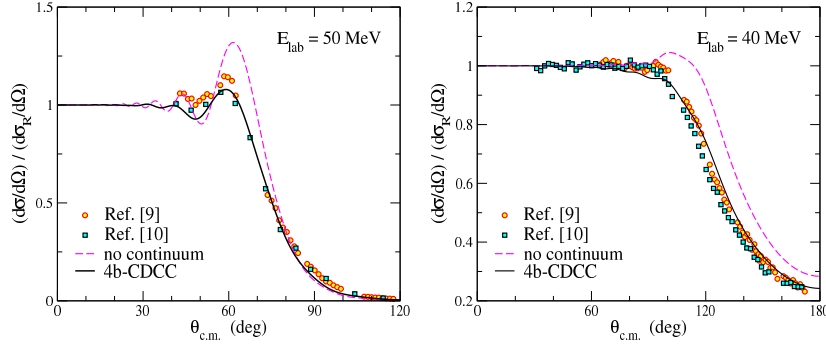 1.5
1
0.5
0
0
30
60
90
120
(dσ/dΩ) / (dσ_R/dΩ)
θ_c.m. (deg)
E_lab = 50 MeV
Ref. [9]
Ref. [10]
no continuum
4b-CDCC
1.2
1
0.8
0.6
0.4
0.2
0
60
120
180
(dσ/dΩ) / (dσ_R/dΩ)
θ_c.m. (deg)
E_lab = 40 MeV
Ref. [9]
Ref. [10]
no continuum
4b-CDCC